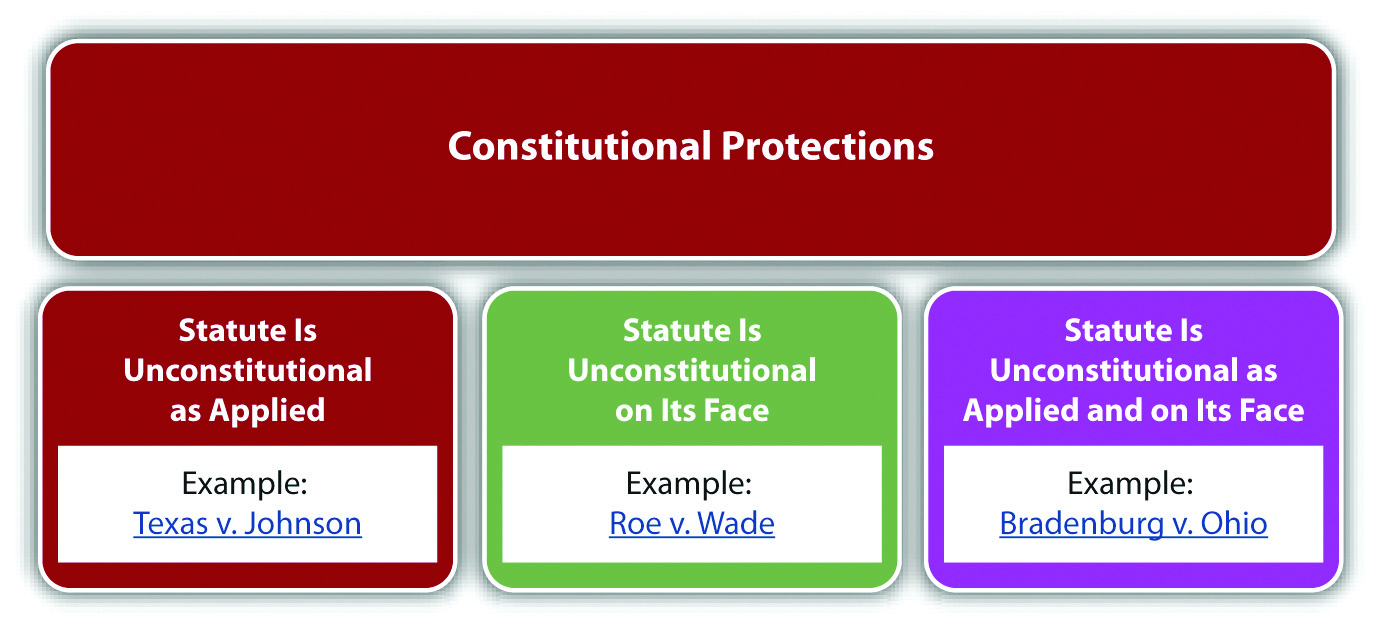 Constitutional Protections
Statute Is
Unconstitutional
as Applied
Example:
Texas v. Johnson
Statute Is
Unconstitutional
on Its Face
Example:
Roe v. Wade
Statute Is
Unconstitutional as
Applied and on Its Face
Example:
Bradenburg v. Ohio